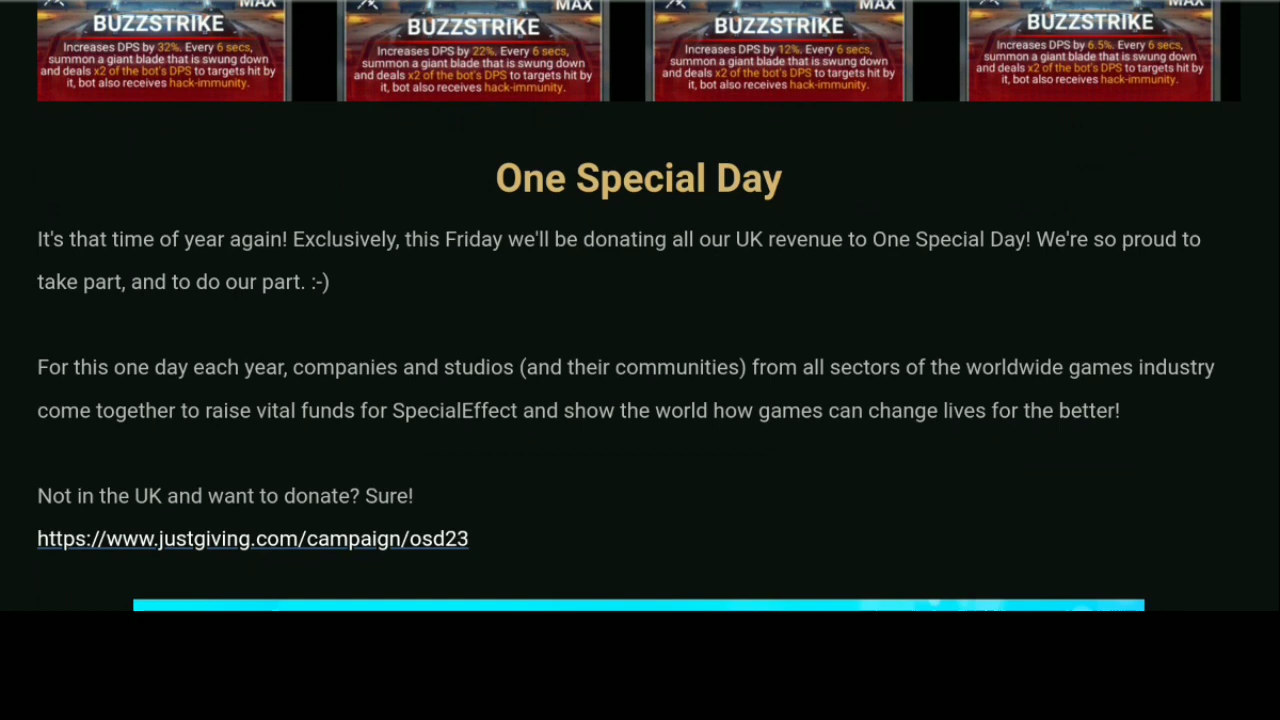 MAX MAX MAX MAX
BUZZSTRIKE
Increases DPS by 32%. Every 6 secs,
summon a giant blade that is swung down
and deals x2 of the bot's DPS to targets hit by
it, bot also receives hack-immunity.
BUZZSTRIKE
Increases DPS by 22%. Every 6 secs,
summon a giant blade that is swung down
and deals x2 of the bot's DPS to targets hit by
it, bot also receives hack-immunity.
BUZZSTRIKE
Increases DPS by 12%. Every 6 secs,
summon a giant blade that is swung down
and deals x2 of the bot's DPS to targets hit by
it, bot also receives hack-immunity.
BUZZSTRIKE
Increases DPS by 6.5%. Every 6 secs,
summon a giant blade that is swung down
and deals x2 of the bot's DPS to targets hit by
it, bot also receives hack-immunity.
One Special Day
It's that time of year again! Exclusively, this Friday we'll be donating all our UK revenue to One Special Day! We're so proud to
take part, and to do our part. :-)
For this one day each year, companies and studios (and their communities) from all sectors of the worldwide games industry
come together to raise vital funds for SpecialEffect and show the world how games can change lives for the better!
Not in the UK and want to donate? Sure!
https://www.justgiving.com/campaign/osd23